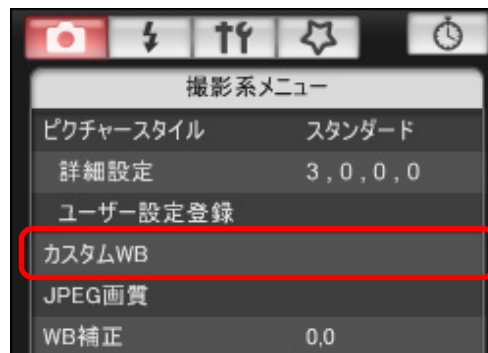 撮影系メニュー
ピクチャースタイル スタンダード
詳細設定 3,0,0,0
ユーザー設定登録
カスタムWB
JPEG画質
WB補正 0,0